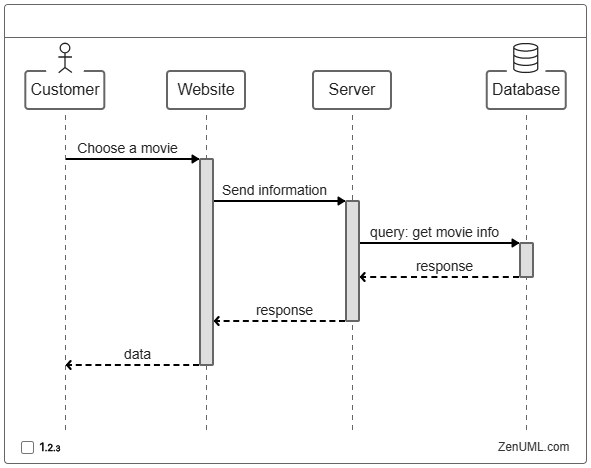 Customer
Website
Server
Database
Choose a movie
Send information
query: get movie info
response
response
data
1.2.3
ZenUML.com